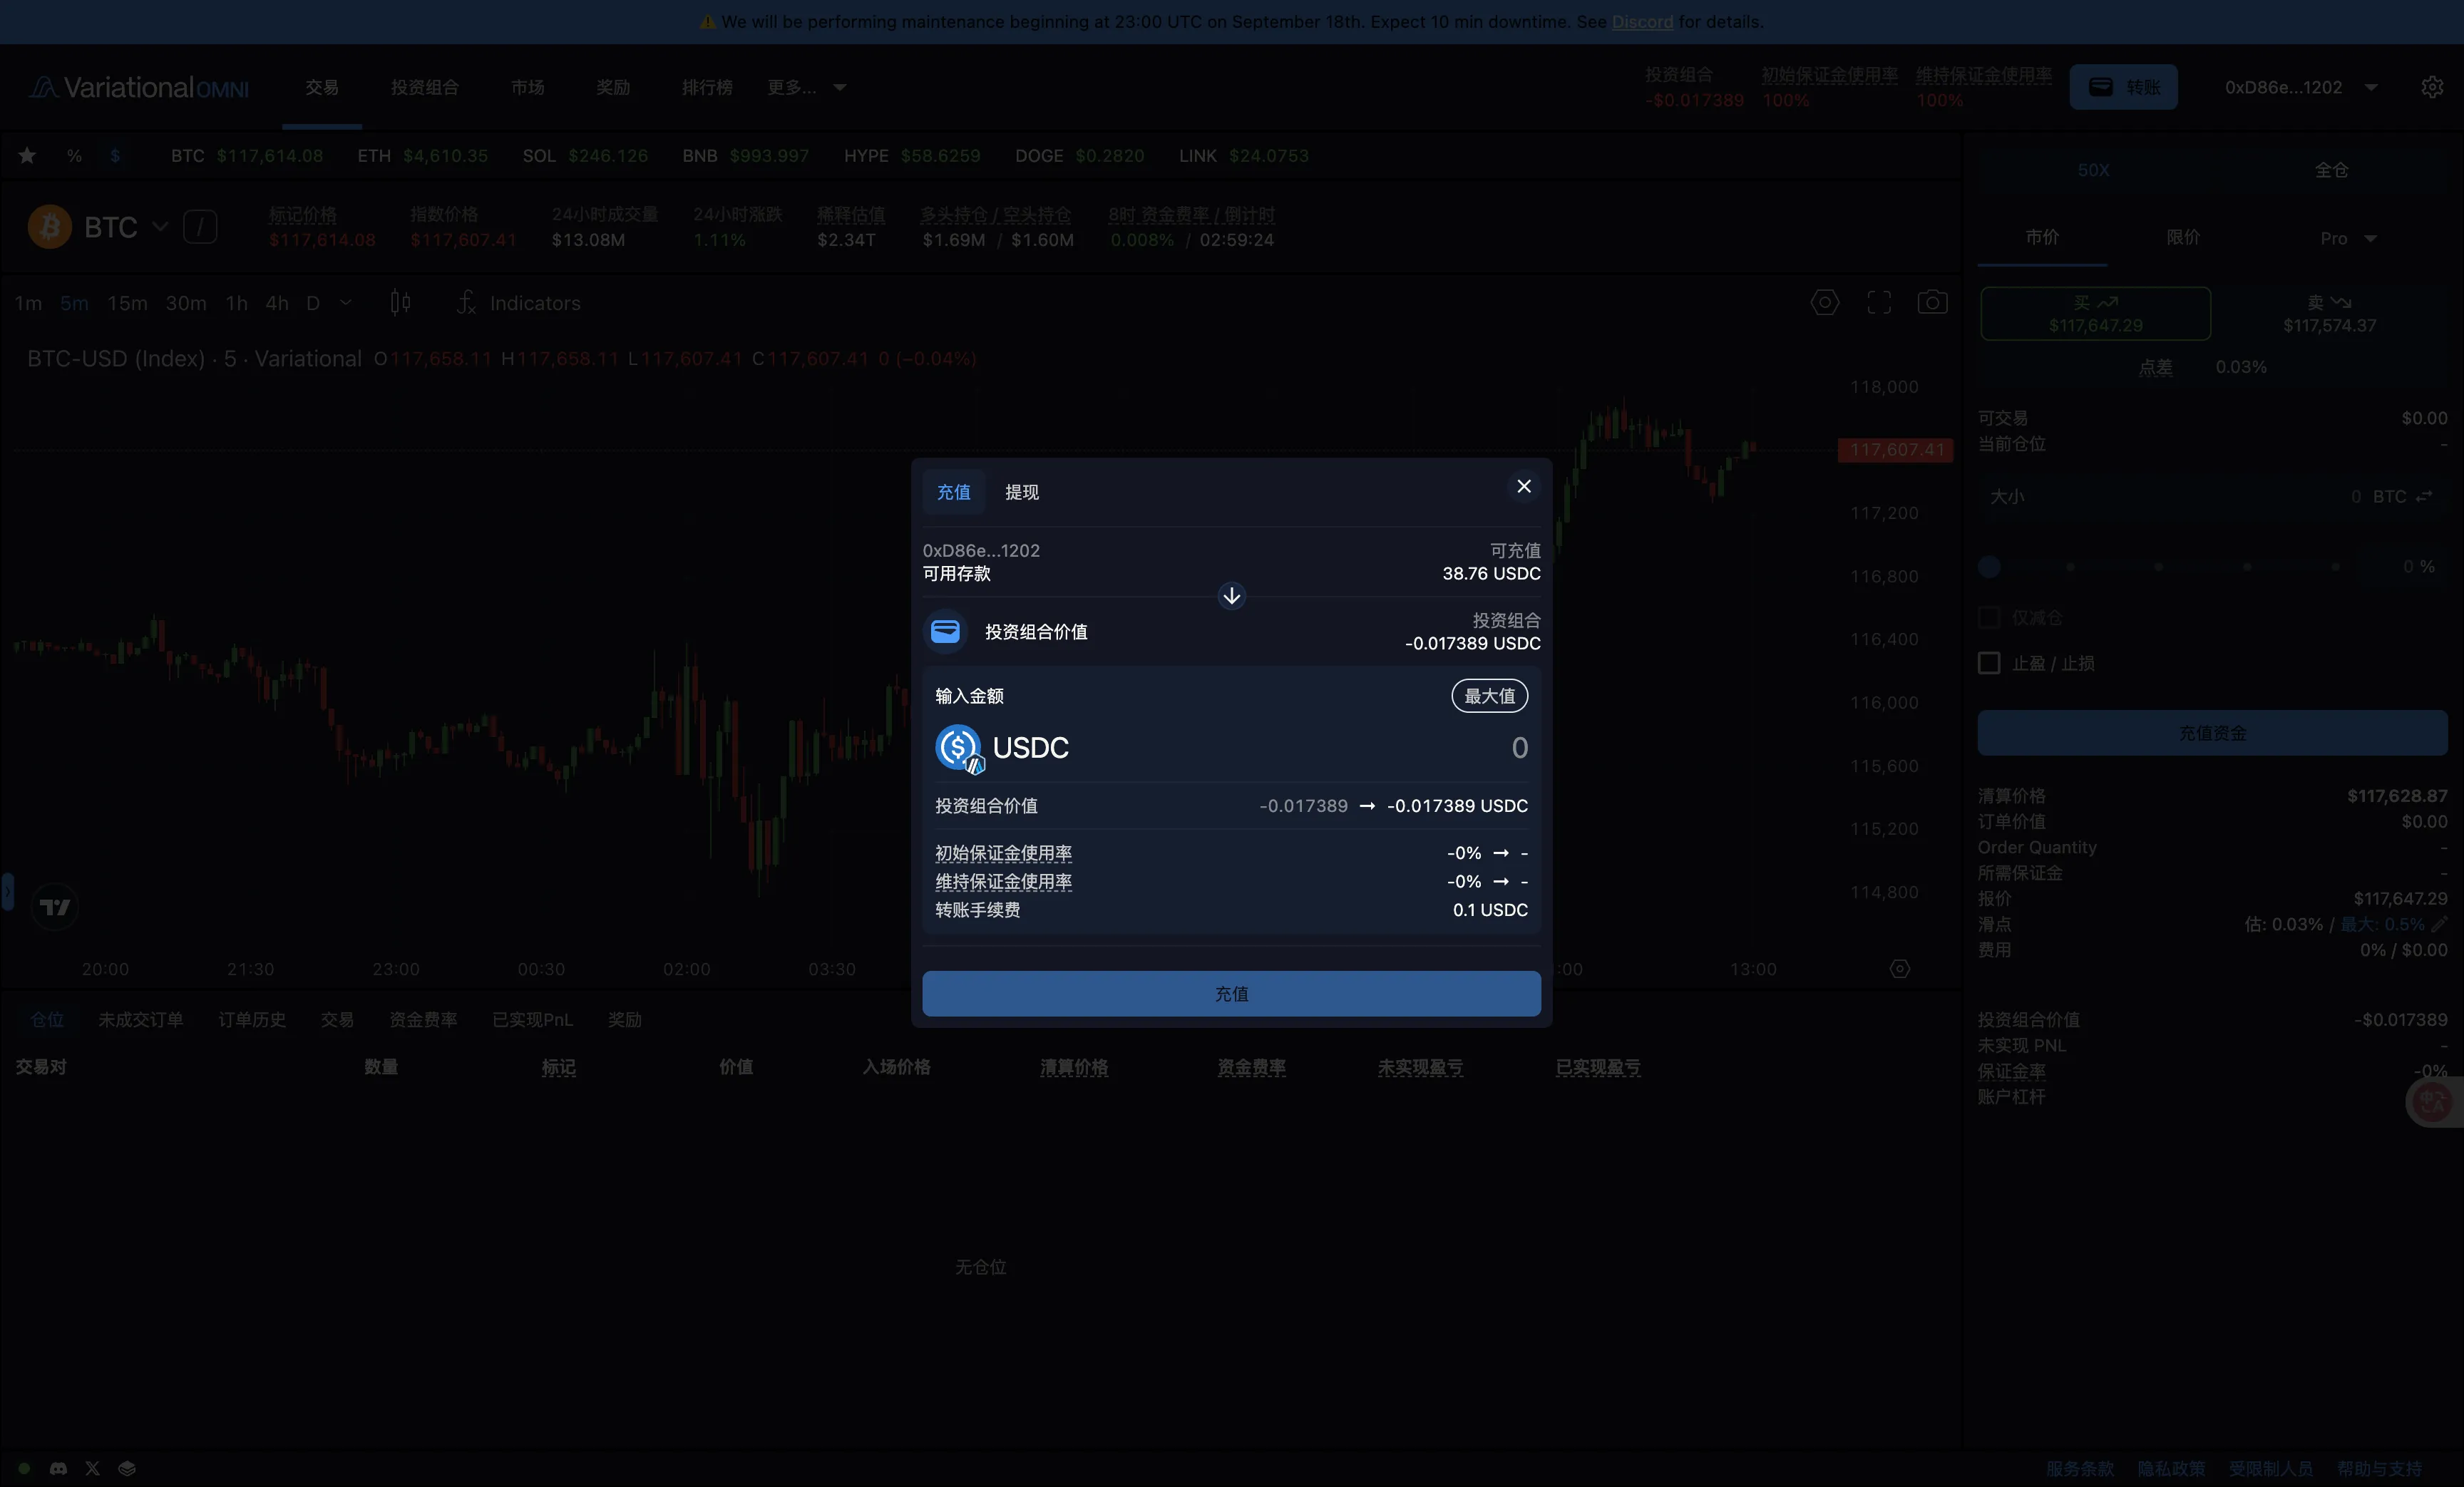 ⚠️ We will be performing maintenance beginning at 23:00 UTC on September 18th. Expect 10 min downtime. See Discord for details.
Variational OMNI 交易 投资组合 市场 奖励 排行榜 更多...
投资组合 初始保证金使用率 维持保证金使用率 转账 0xD86e...1202
-$0.017389 100% 100%
% $ BTC $117,614.08 ETH $4,610.35 SOL $246.126 BNB $993.997 HYPE $58.6259 DOGE $0.2820 LINK $24.0753
BTC /
标记价格 指数价格 24小时成交量 24小时涨跌 稀释估值 多头持仓 / 空头持仓 8时 资金费率 / 倒计时
$117,614.08 $117,607.41 $13.08M 1.11% $2.34T $1.69M / $1.60M 0.008% / 02:59:24
1m 5m 15m 30m 1h 4h D Indicators
BTC-USD (Index) · 5 · Variational O117,658.11 H117,658.11 L117,607.41 C117,607.41 0 (−0.04%)
118,000
117,607.41
117,200
116,800
116,400
116,000
115,600
115,200
114,800
20:00 21:30 23:00 00:30 02:00 03:30 :00 13:00
充值 提现
0xD86e...1202 可充值
可用存款 38.76 USDC
投资组合
投资组合价值
-0.017389 USDC
输入金额 最大值
USDC 0
投资组合价值 -0.017389 → -0.017389 USDC
初始保证金使用率 -0% → -
维持保证金使用率 -0% → -
转账手续费 0.1 USDC
充值
50X 全仓
市价 限价 Pro
买 卖
$117,647.29 $117,574.37
点差 0.03%
可交易 $0.00
当前仓位 -
大小 0 BTC
0 %
仅减仓
止盈 / 止损
充值资金
清算价格 $117,628.87
订单价值 $0.00
Order Quantity -
所需保证金 -
报价 $117,647.29
滑点 估: 0.03% / 最大: 0.5%
费用 0% / $0.00
投资组合价值 -$0.017389
未实现 PNL -
保证金率 -0%
账户杠杆
仓位 未成交订单 订单历史 交易 资金费率 已实现PnL 奖励
交易对 数量 标记 价值 入场价格 清算价格 资金费率 未实现盈亏 已实现盈亏
无仓位
服务条款 隐私政策 受限制人员 帮助与支持